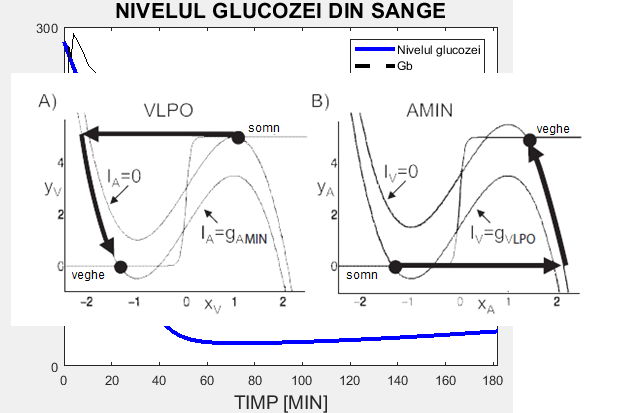 NIVELUL GLUCOZEI DIN SANGE
300
Nivelul glucozei
Gb
A)
VLPO
somn
4
I_A=0
y_V
2
I_A=g_AMIN
0
veghe
-2
-1
0
1
2
x_V
B)
AMIN
veghe
4
I_V=0
y_A
2
I_V=g_VLPO
0
somn
-2
-1
0
1
2
x_A
0
0
20
40
60
80
100
120
140
160
180
TIMP [MIN]